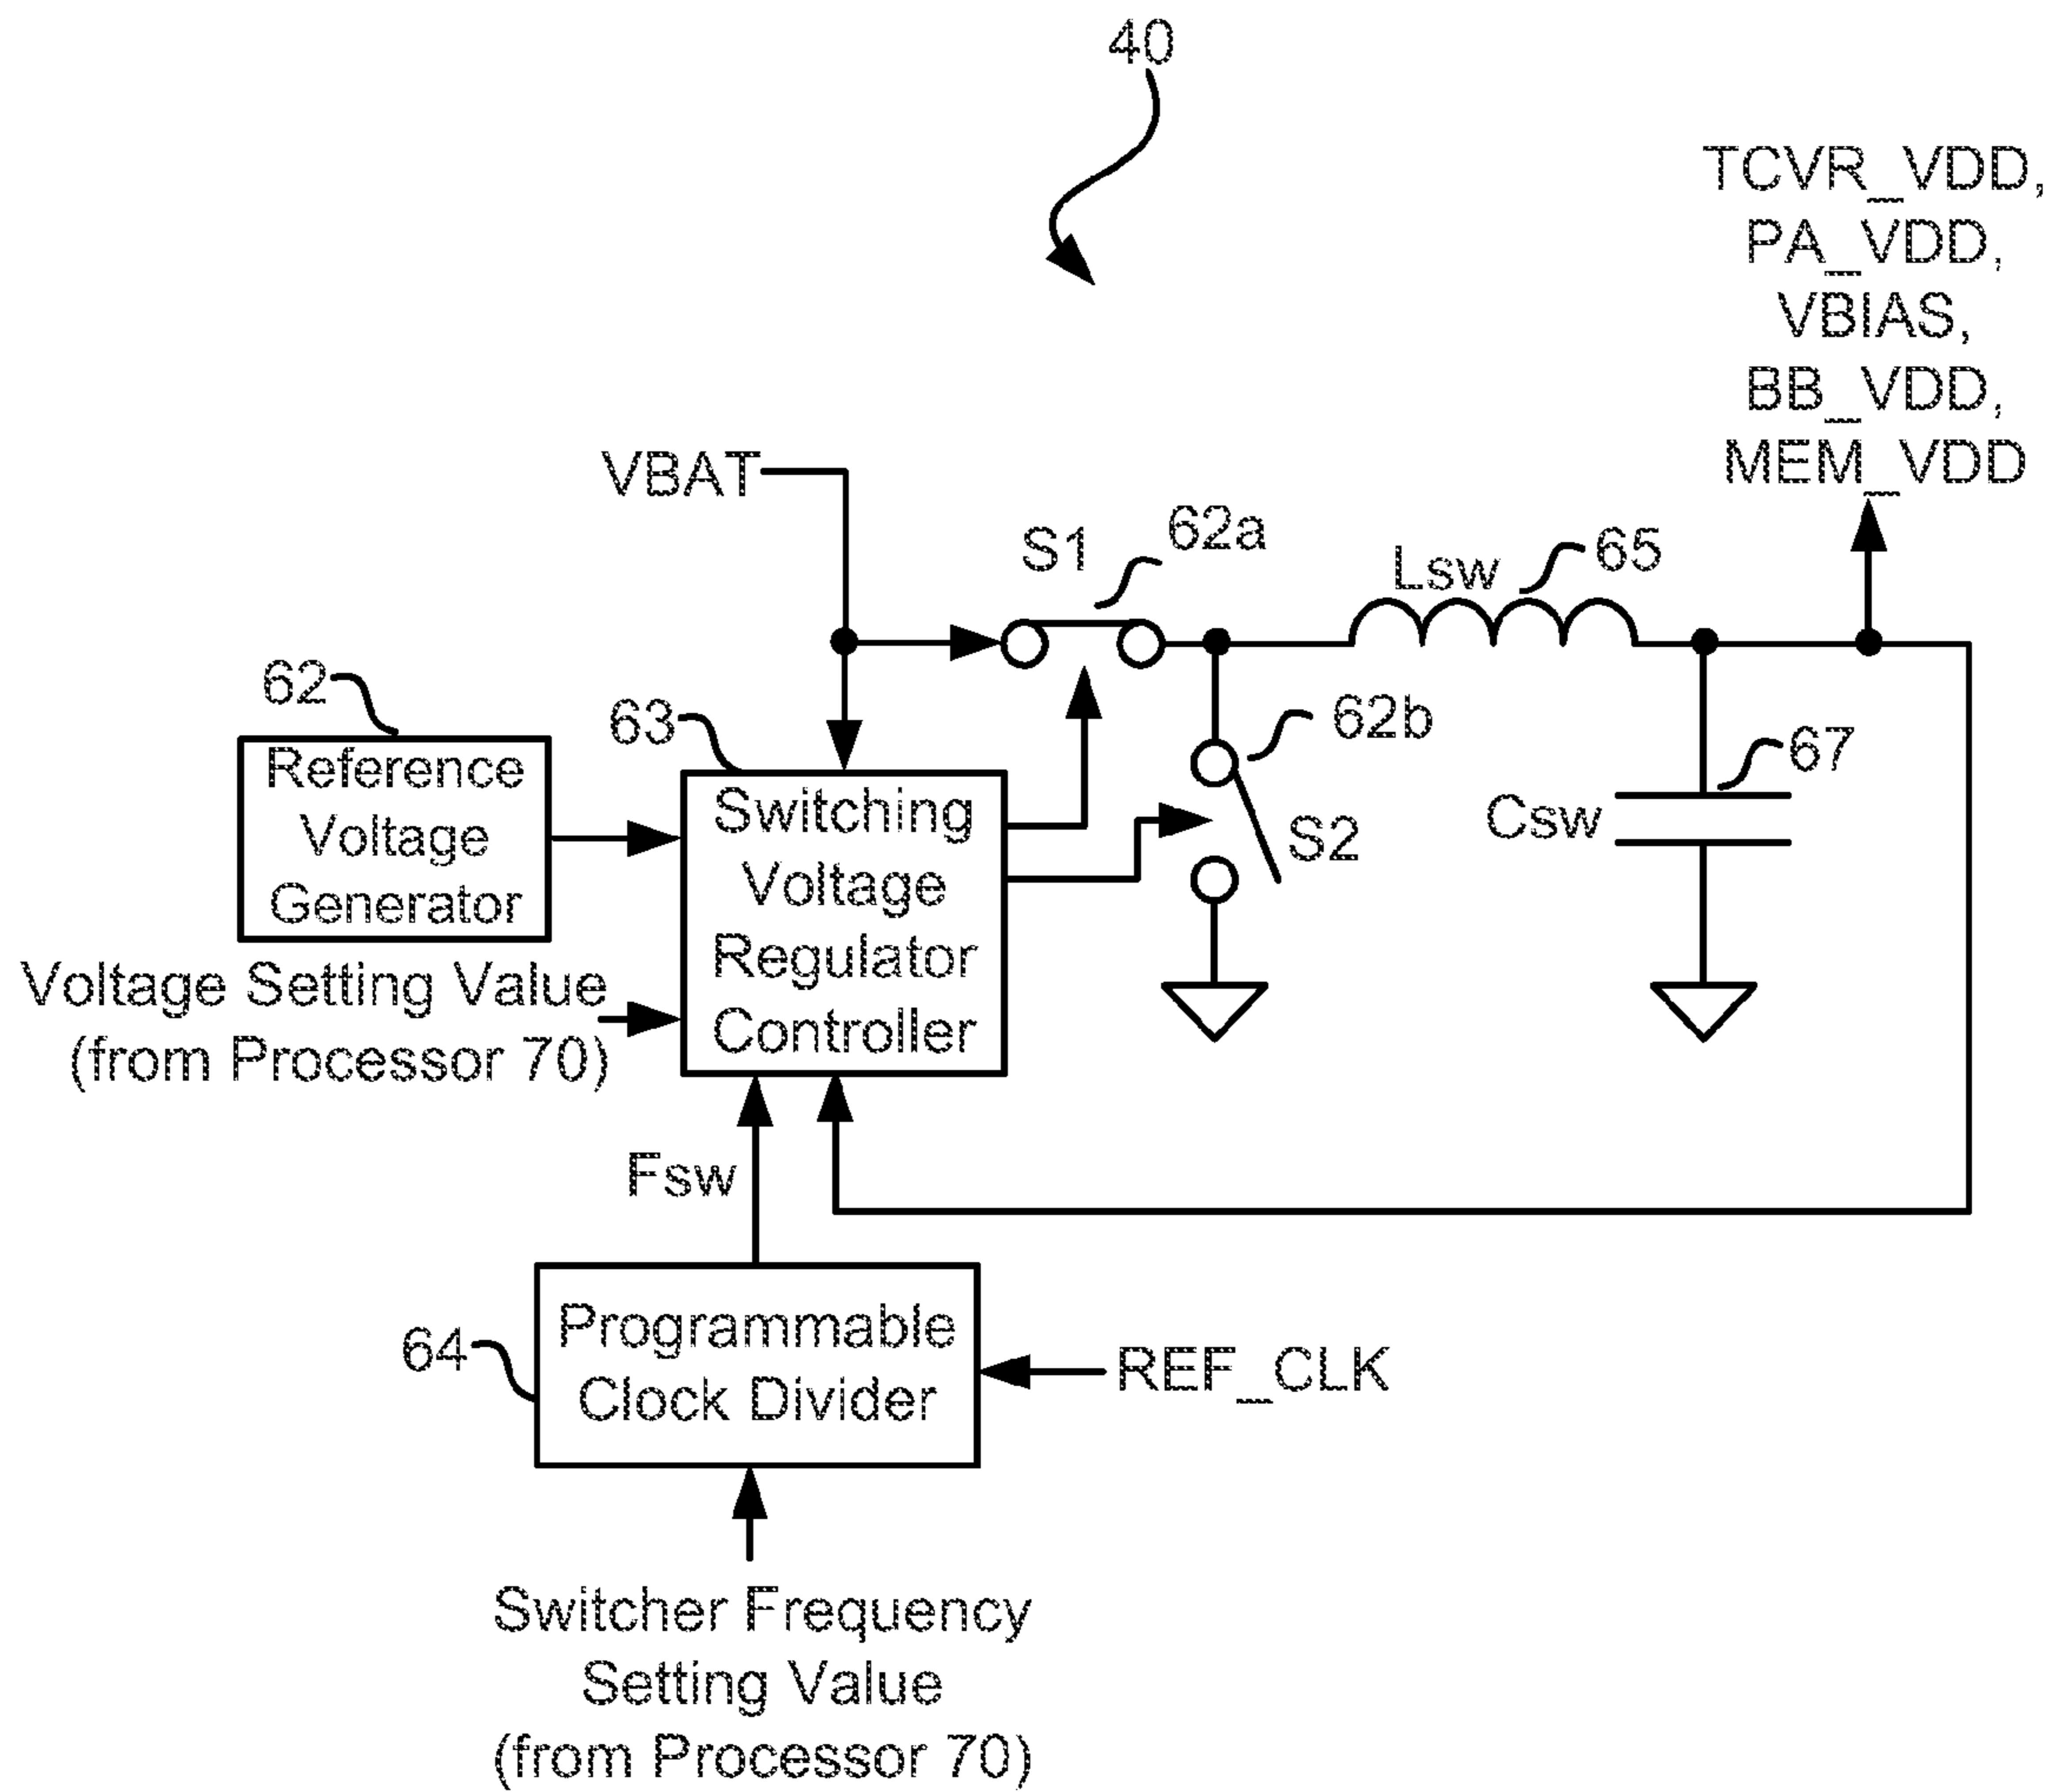 40
TCVR_VDD,
PA_VDD,
VBIAS,
BB_VDD,
MEM_VDD
VBAT
S1
62a
Lsw
65
62
63
62b
67
Reference
Voltage
Generator
Switching
Voltage
Regulator
Controller
S2
Csw
Voltage Setting Value
(from Processor 70)
Fsw
64
Programmable
Clock Divider
REF_CLK
Switcher Frequency
Setting Value
(from Processor 70)